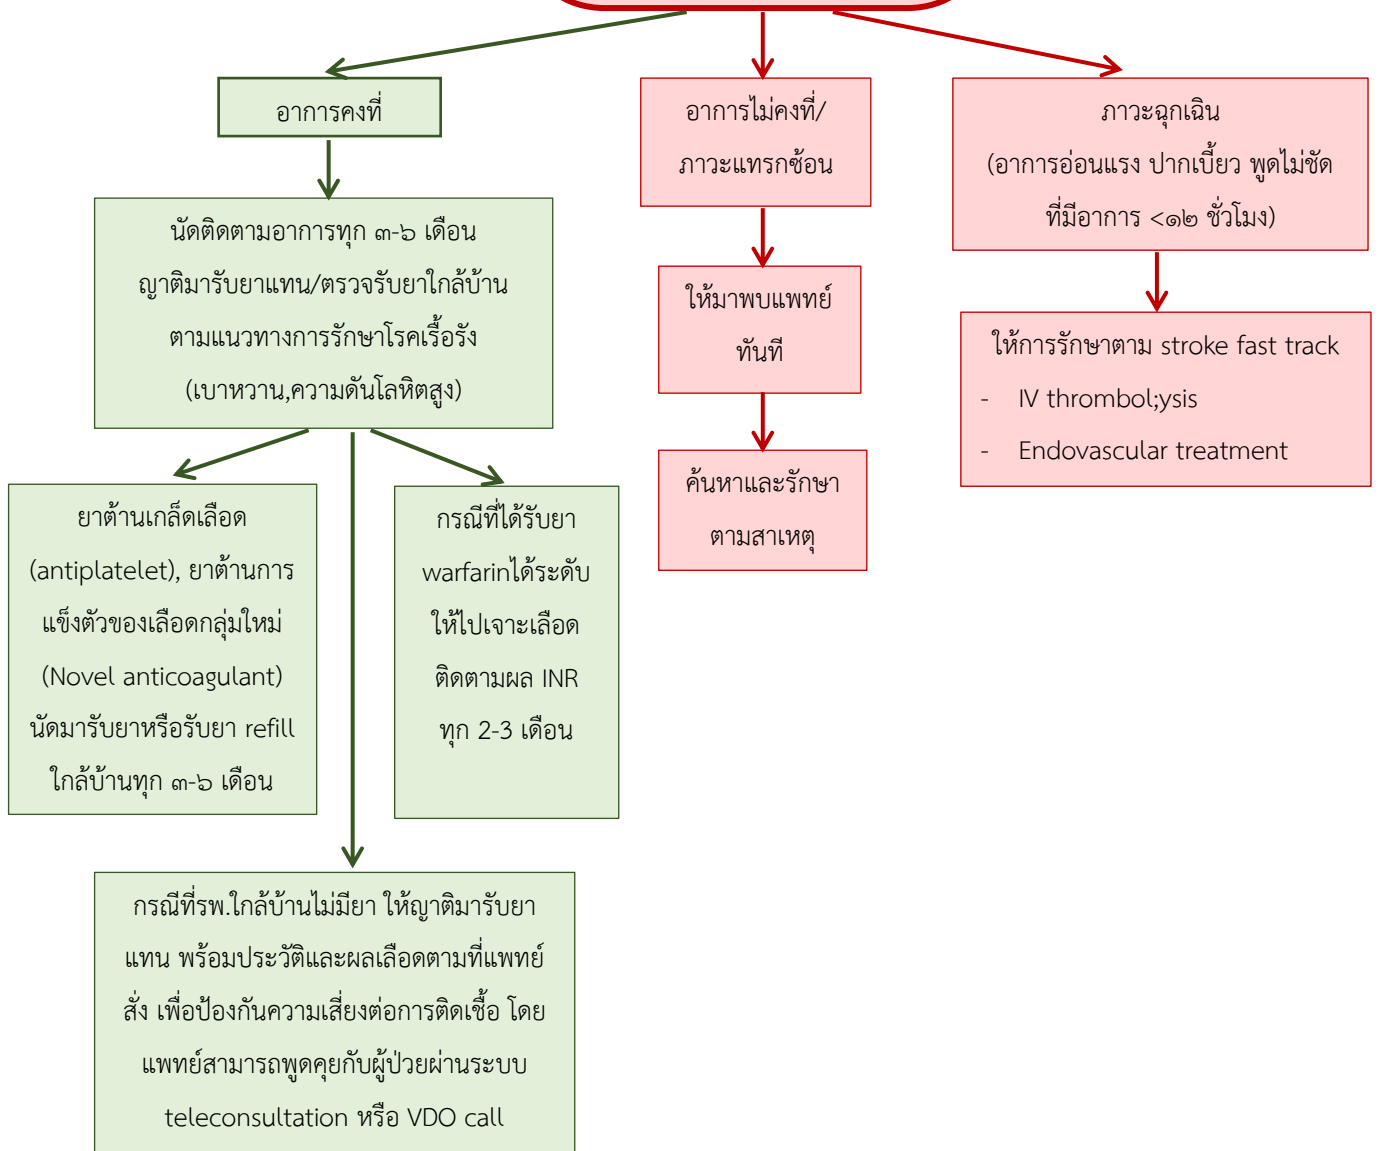 อาการคงที่
นัดติดตามอาการทุก ๓-๖ เดือน
ญาติมารับยาแทน/ตรวจรับยาใกล้บ้าน
ตามแนวทางการรักษาโรคเรื้อรัง
(เบาหวาน,ความดันโลหิตสูง)
ยาต้านเกล็ดเลือด
(antiplatelet), ยาต้านการ
แข็งตัวของเลือดกลุ่มใหม่
(Novel anticoagulant)
นัดมารับยาหรือรับยา refill
ใกล้บ้านทุก ๓-๖ เดือน
กรณีที่ได้รับยา
warfarinได้ระดับ
ให้ไปเจาะเลือด
ติดตามผล INR
ทุก 2-3 เดือน
กรณีที่รพ.ใกล้บ้านไม่มียา ให้ญาติมารับยา
แทน พร้อมประวัติและผลเลือดตามที่แพทย์
สั่ง เพื่อป้องกันความเสี่ยงต่อการติดเชื้อ โดย
แพทย์สามารถพูดคุยกับผู้ป่วยผ่านระบบ
teleconsultation หรือ VDO call
อาการไม่คงที่/
ภาวะแทรกซ้อน
ให้มาพบแพทย์
ทันที
ค้นหาและรักษา
ตามสาเหตุ
ภาวะฉุกเฉิน
(อาการอ่อนแรง ปากเบี้ยว พูดไม่ชัด
ที่มีอาการ <๑๒ ชั่วโมง)
ให้การรักษาตาม stroke fast track
- IV thrombol;ysis
- Endovascular treatment